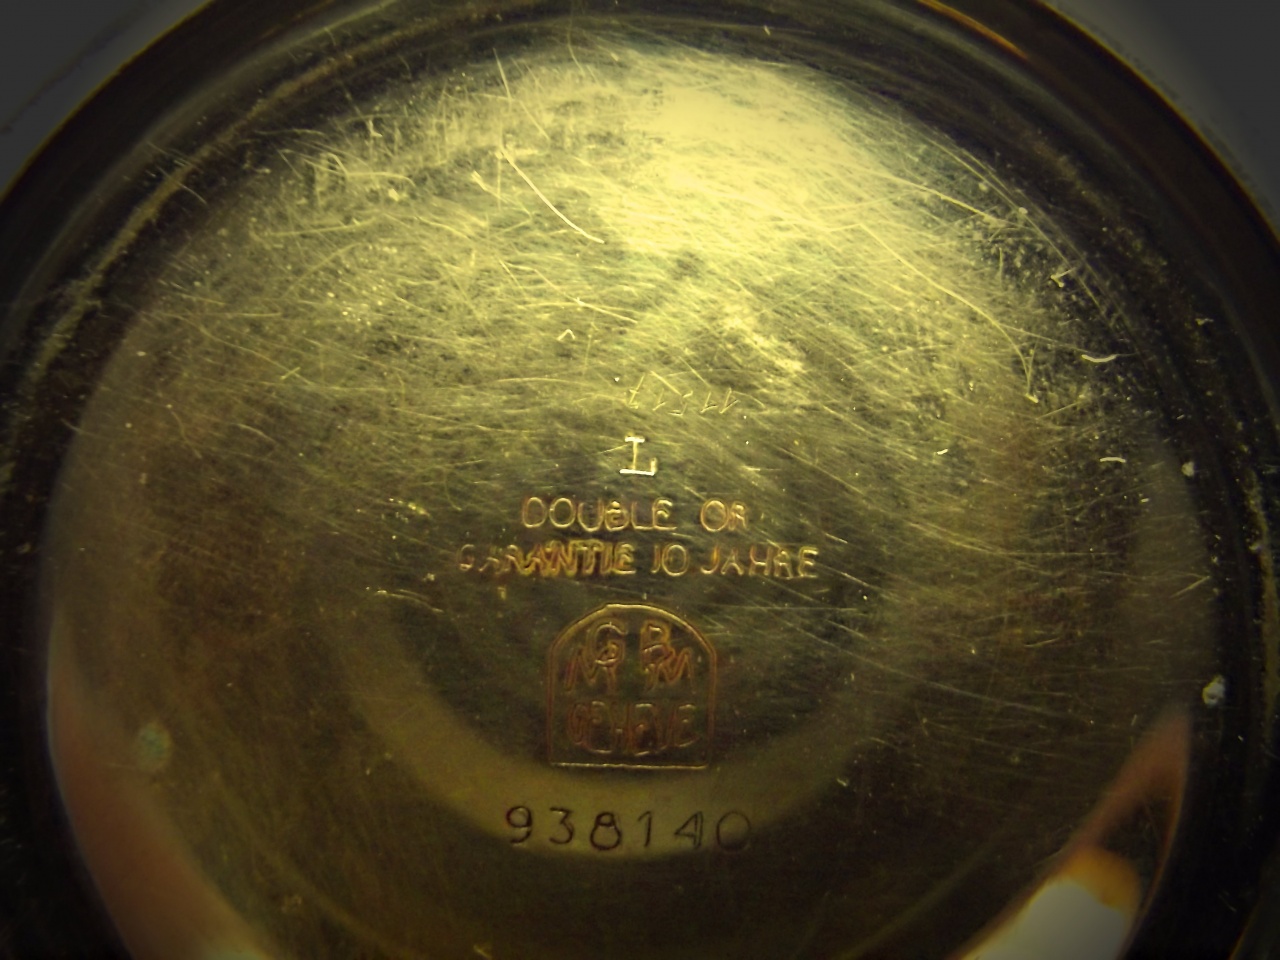 L
DOUBLE OR
GARANTIE 10 JAHRE
G B
GENEVE
938140